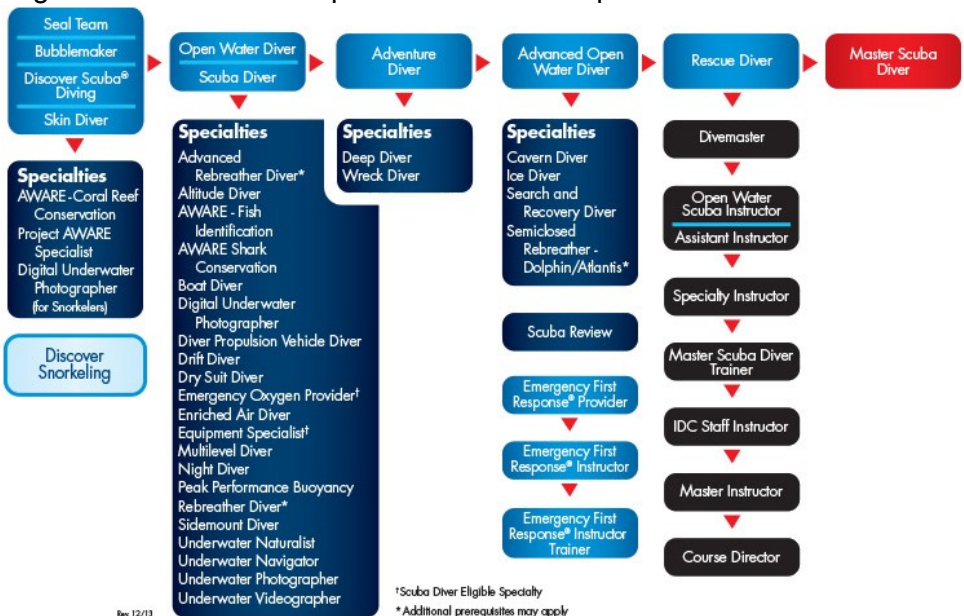 Seal Team
Bubblemaker
Discover Scuba®
Diving
Skin Diver
Specialties
AWARE - Coral Reef
Conservation
Project AWARE
Specialist
Digital Underwater
Photographer
(for Snorkelers)
Discover
Snorkeling
Open Water Diver
Scuba Diver
Specialties
Advanced
Rebreather Diver*
Altitude Diver
AWARE - Fish
Identification
AWARE Shark
Conservation
Boat Diver
Digital Underwater
Photographer
Diver Propulsion Vehicle Diver
Drift Diver
Dry Suit Diver
Emergency Oxygen Provider†
Enriched Air Diver
Equipment Specialist†
Multilevel Diver
Night Diver
Peak Performance Buoyancy
Rebreather Diver*
Sidemount Diver
Underwater Naturalist
Underwater Navigator
Underwater Photographer
Underwater Videographer
Adventure
Diver
Specialties
Deep Diver
Wreck Diver
Advanced Open
Water Diver
Specialties
Cavern Diver
Ice Diver
Search and
Recovery Diver
Semiclosed
Rebreather -
Dolphin/Atlantis*
Scuba Review
Emergency First
Response® Provider
Emergency First
Response® Instructor
Emergency First
Response® Instructor
Trainer
Rescue Diver
Divemaster
Open Water
Scuba Instructor
Assistant Instructor
Specialty Instructor
Master Scuba Diver
Trainer
IDC Staff Instructor
Master Instructor
Course Director
Master Scuba
Diver
†Scuba Diver Eligible Specialty
*Additional prerequisites may apply
Rev. 12/13